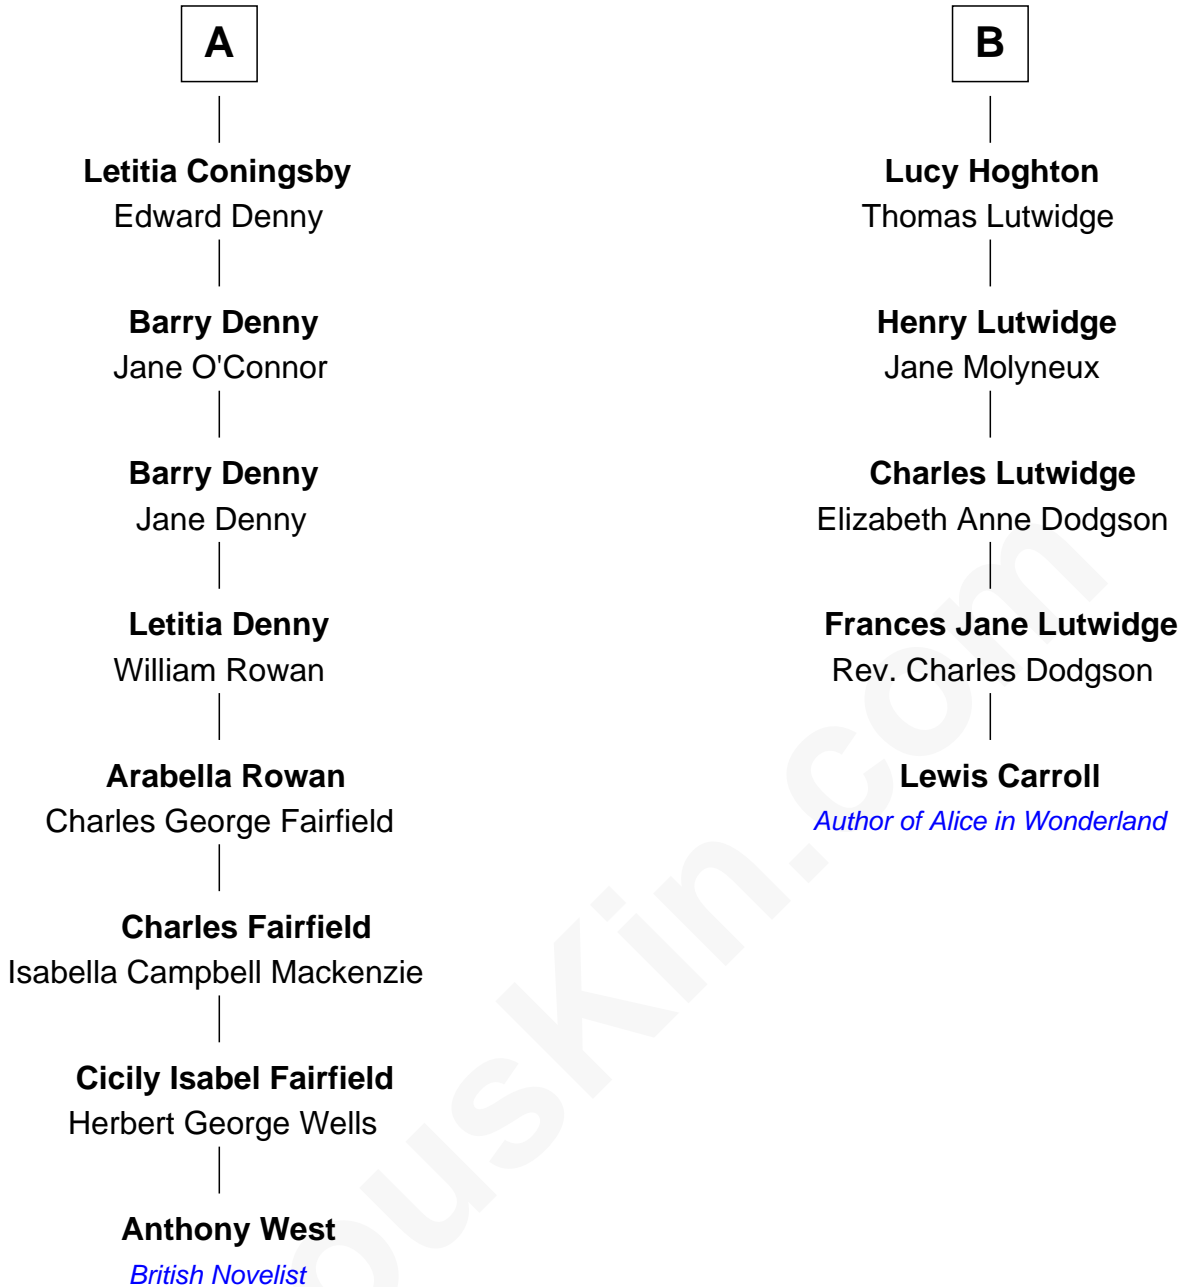 A
Letitia Coningsby
Edward Denny
Barry Denny
Jane O'Connor
Barry Denny
Jane Denny
Letitia Denny
William Rowan
Arabella Rowan
Charles George Fairfield
Charles Fairfield
Isabella Campbell Mackenzie
Cicily Isabel Fairfield
Herbert George Wells
Anthony West
British Novelist
B
Lucy Hoghton
Thomas Lutwidge
Henry Lutwidge
Jane Molyneux
Charles Lutwidge
Elizabeth Anne Dodgson
Frances Jane Lutwidge
Rev. Charles Dodgson
Lewis Carroll
Author of Alice in Wonderland
ousKin.com